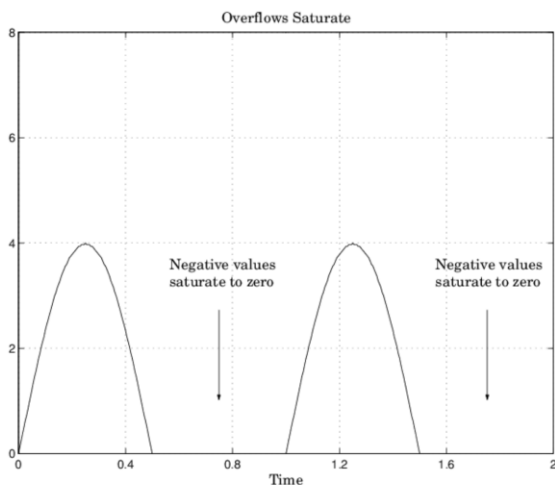 Overflows Saturate
8
6
4
Negative values
saturate to zero
Negative values
saturate to zero
2
0
0 0.4 0.8 1.2 1.6 2
Time